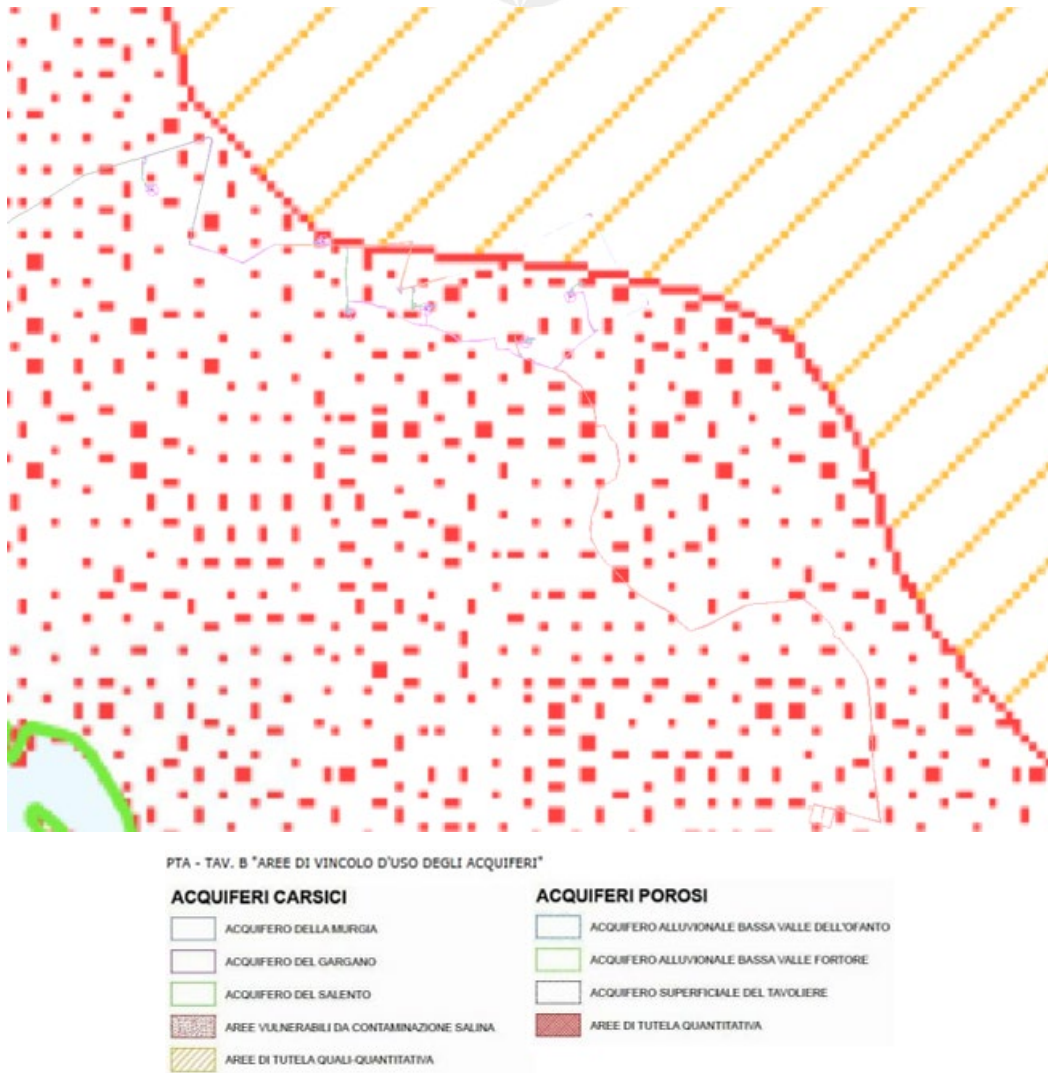 PTA - TAV. B "AREE DI VINCOLO D'USO DEGLI ACQUIFERI"
ACQUIFERI CARSICI
ACQUIFERO DELLA MURGIA
ACQUIFERO DEL GARGANO
ACQUIFERO DEL SALENTO
AREE VULNERABILI DA CONTAMINAZIONE SALINA
AREE DI TUTELA QUALI-QUANTITATIVA
ACQUIFERI POROSI
ACQUIFERO ALLUVIONALE BASSA VALLE DELL'OFANTO
ACQUIFERO ALLUVIONALE BASSA VALLE FORTORE
ACQUIFERO SUPERFICIALE DEL TAVOLIERE
AREE DI TUTELA QUANTITATIVA